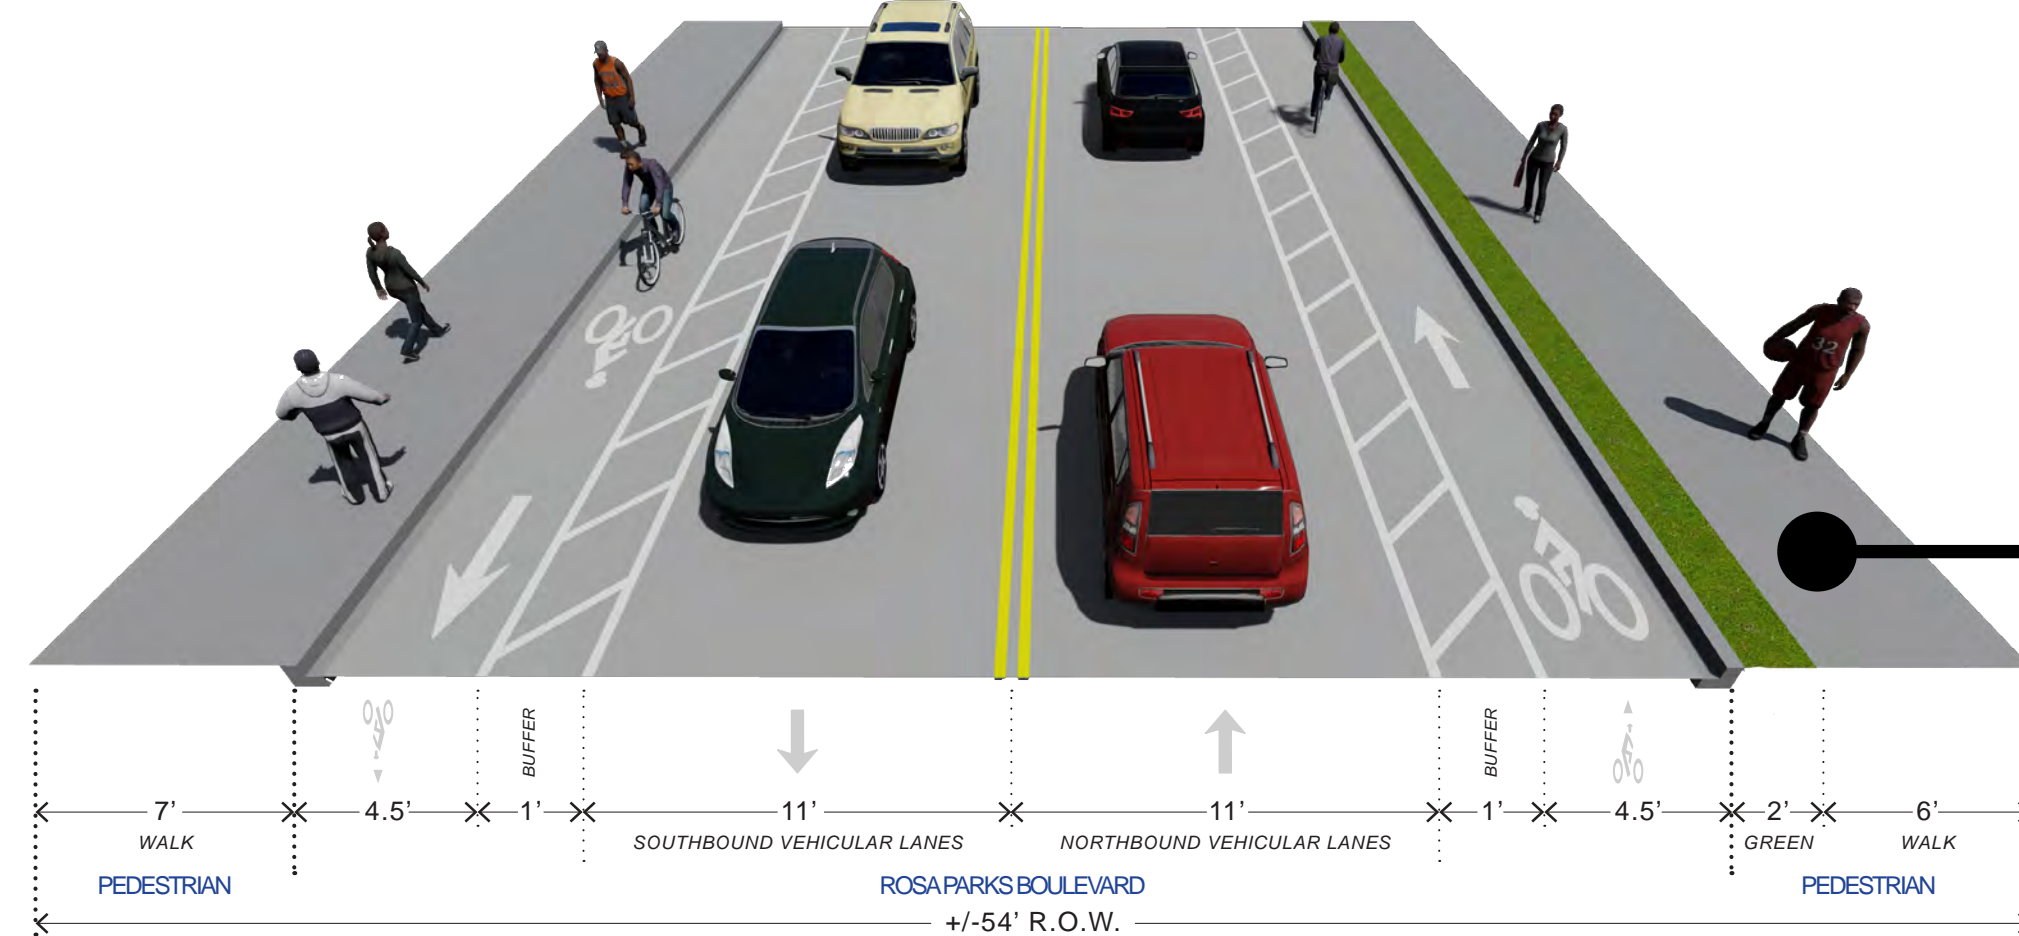 32
BUFFER
BUFFER
7’ 4.5’ 1’ 11’ 11’ 1’ 4.5’ 2’ 6’
WALK SOUTHBOUND VEHICULAR LANES NORTHBOUND VEHICULAR LANES GREEN WALK
PEDESTRIAN ROSA PARKS BOULEVARD PEDESTRIAN
+/-54’ R.O.W.